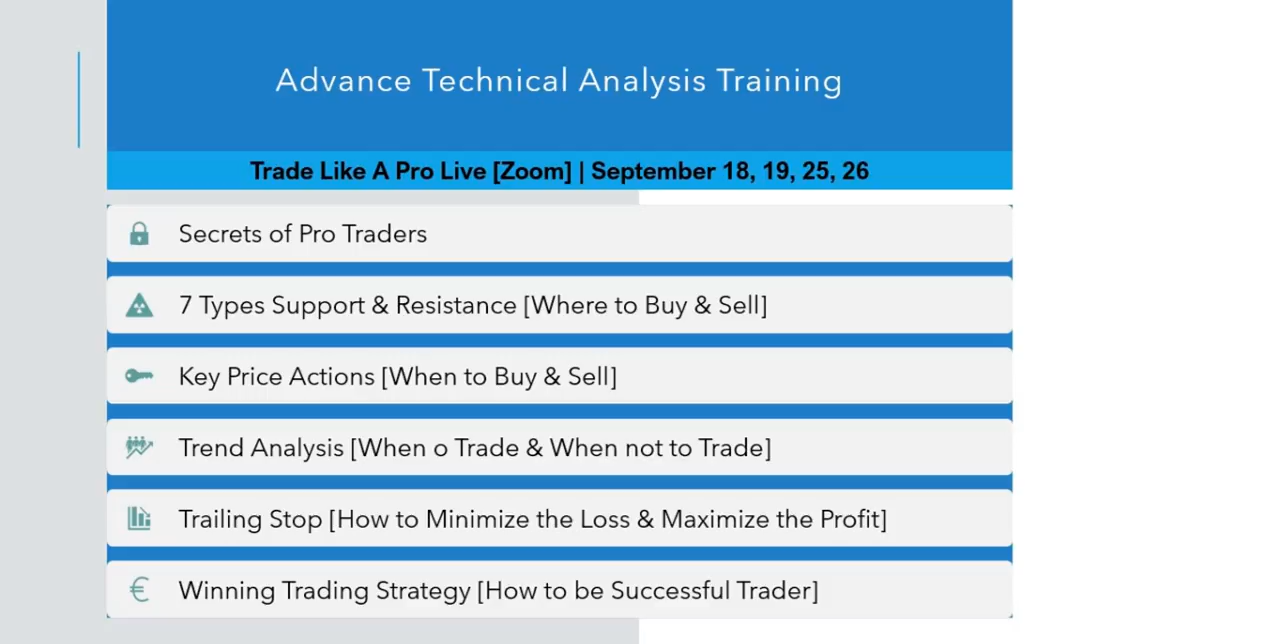 Advance Technical Analysis Training
Trade Like A Pro Live [Zoom] | September 18, 19, 25, 26
Secrets of Pro Traders
7 Types Support & Resistance [Where to Buy & Sell]
Key Price Actions [When to Buy & Sell]
Trend Analysis [When o Trade & When not to Trade]
Trailing Stop [How to Minimize the Loss & Maximize the Profit]
€ Winning Trading Strategy [How to be Successful Trader]